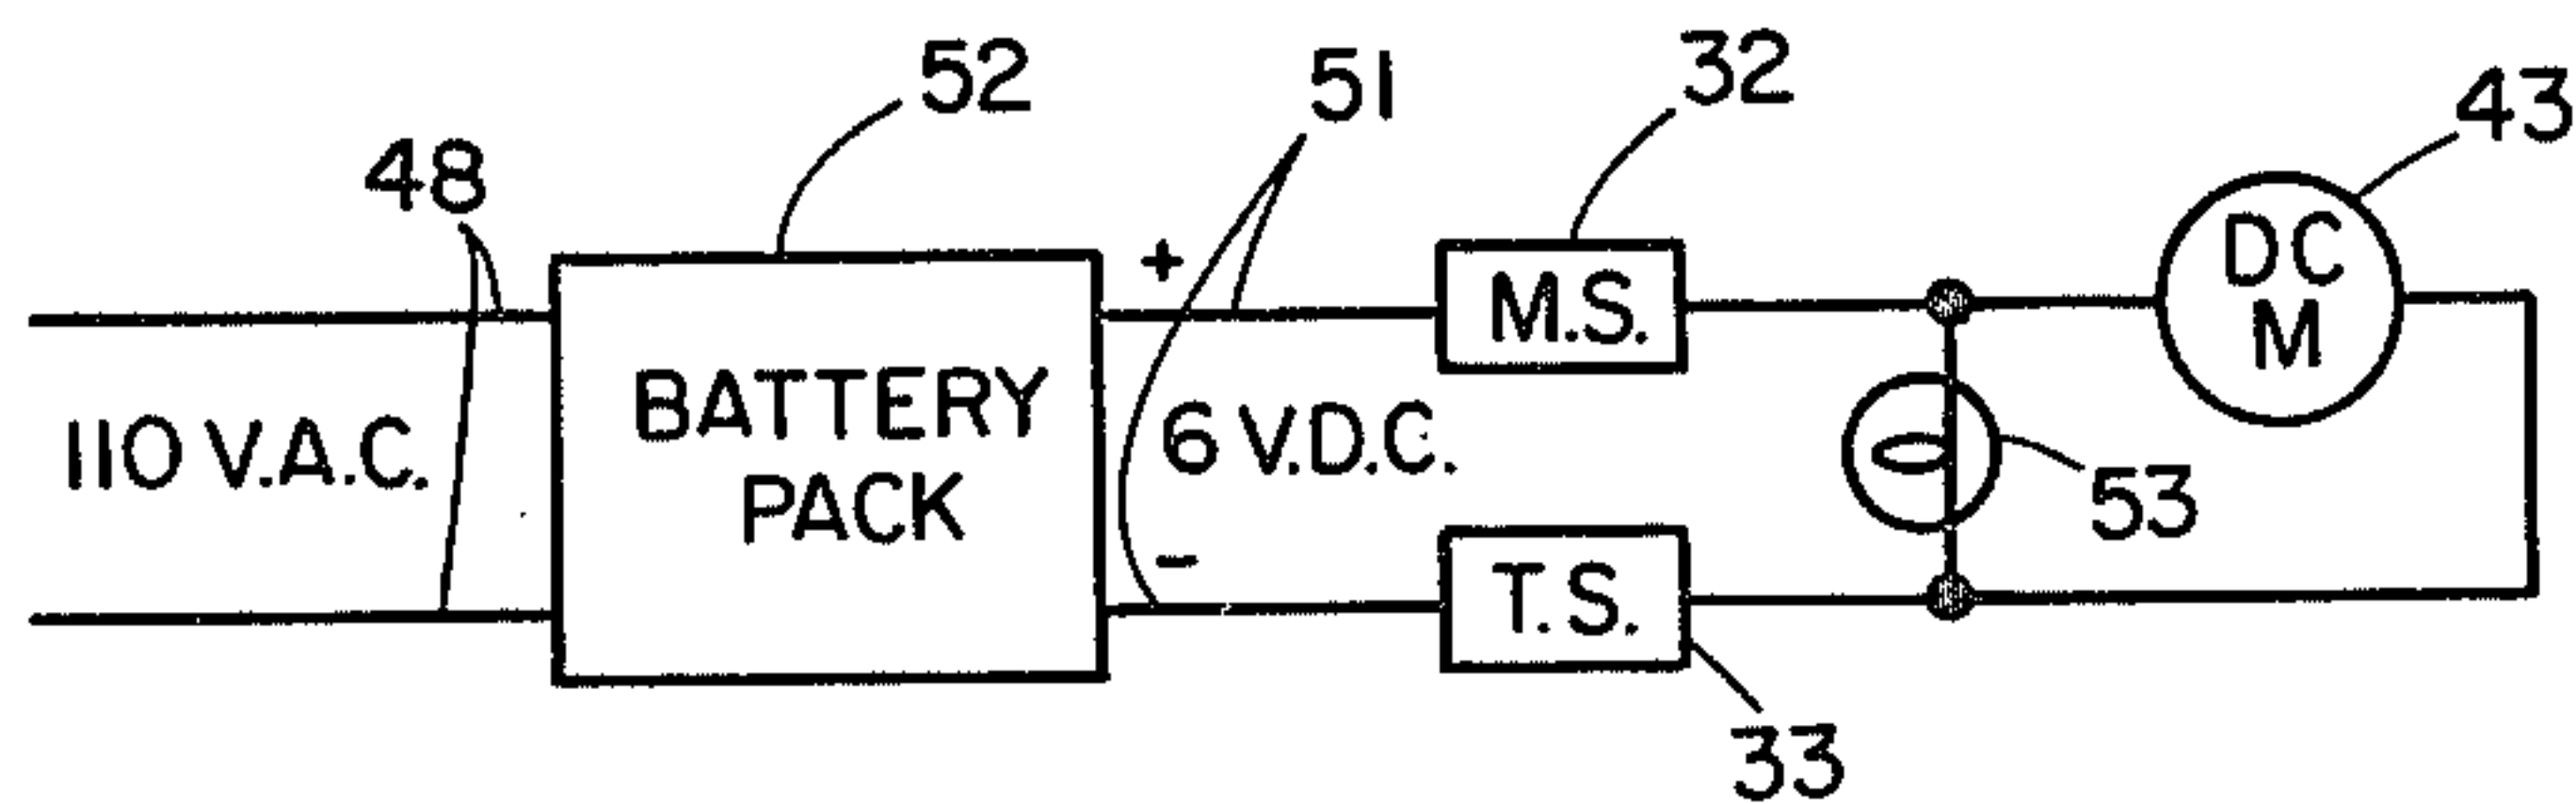 52
51
32
43
48
+
DC
M
M.S.
110 V.A.C.
BATTERY
PACK
6 V.D.C.
53
-
T.S.
33